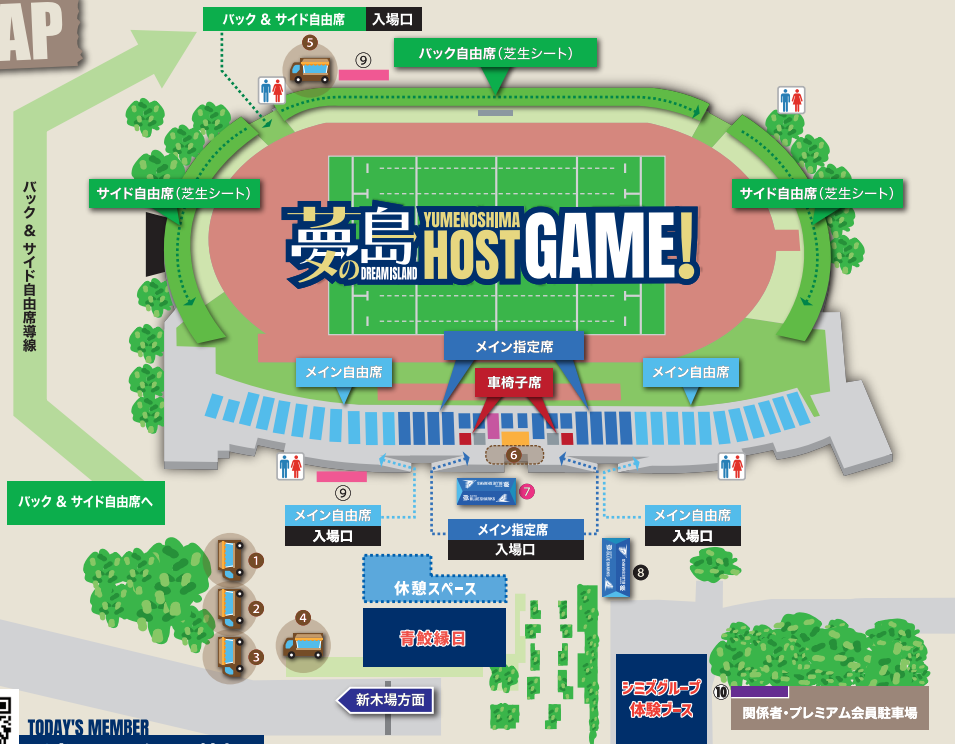 AP
バック & サイド自由席 入場口
5
⑨
バック自由席(芝生シート)
サイド自由席(芝生シート)
サイド自由席(芝生シート)
バック & サイド自由席導線
夢の島
DREAM ISLAND
YUMENOSHIMA
HOST GAME!
メイン指定席
メイン自由席
車椅子席
メイン自由席
6
⑨
7
バック & サイド自由席へ
メイン自由席
入場口
メイン指定席
入場口
メイン自由席
入場口
8
1
2
3
4
休憩スペース
青鮫縁日
新木場方面
シミズグループ
体験ブース
⑩
関係者・プレミアム会員駐車場
TODAY'S MEMBER